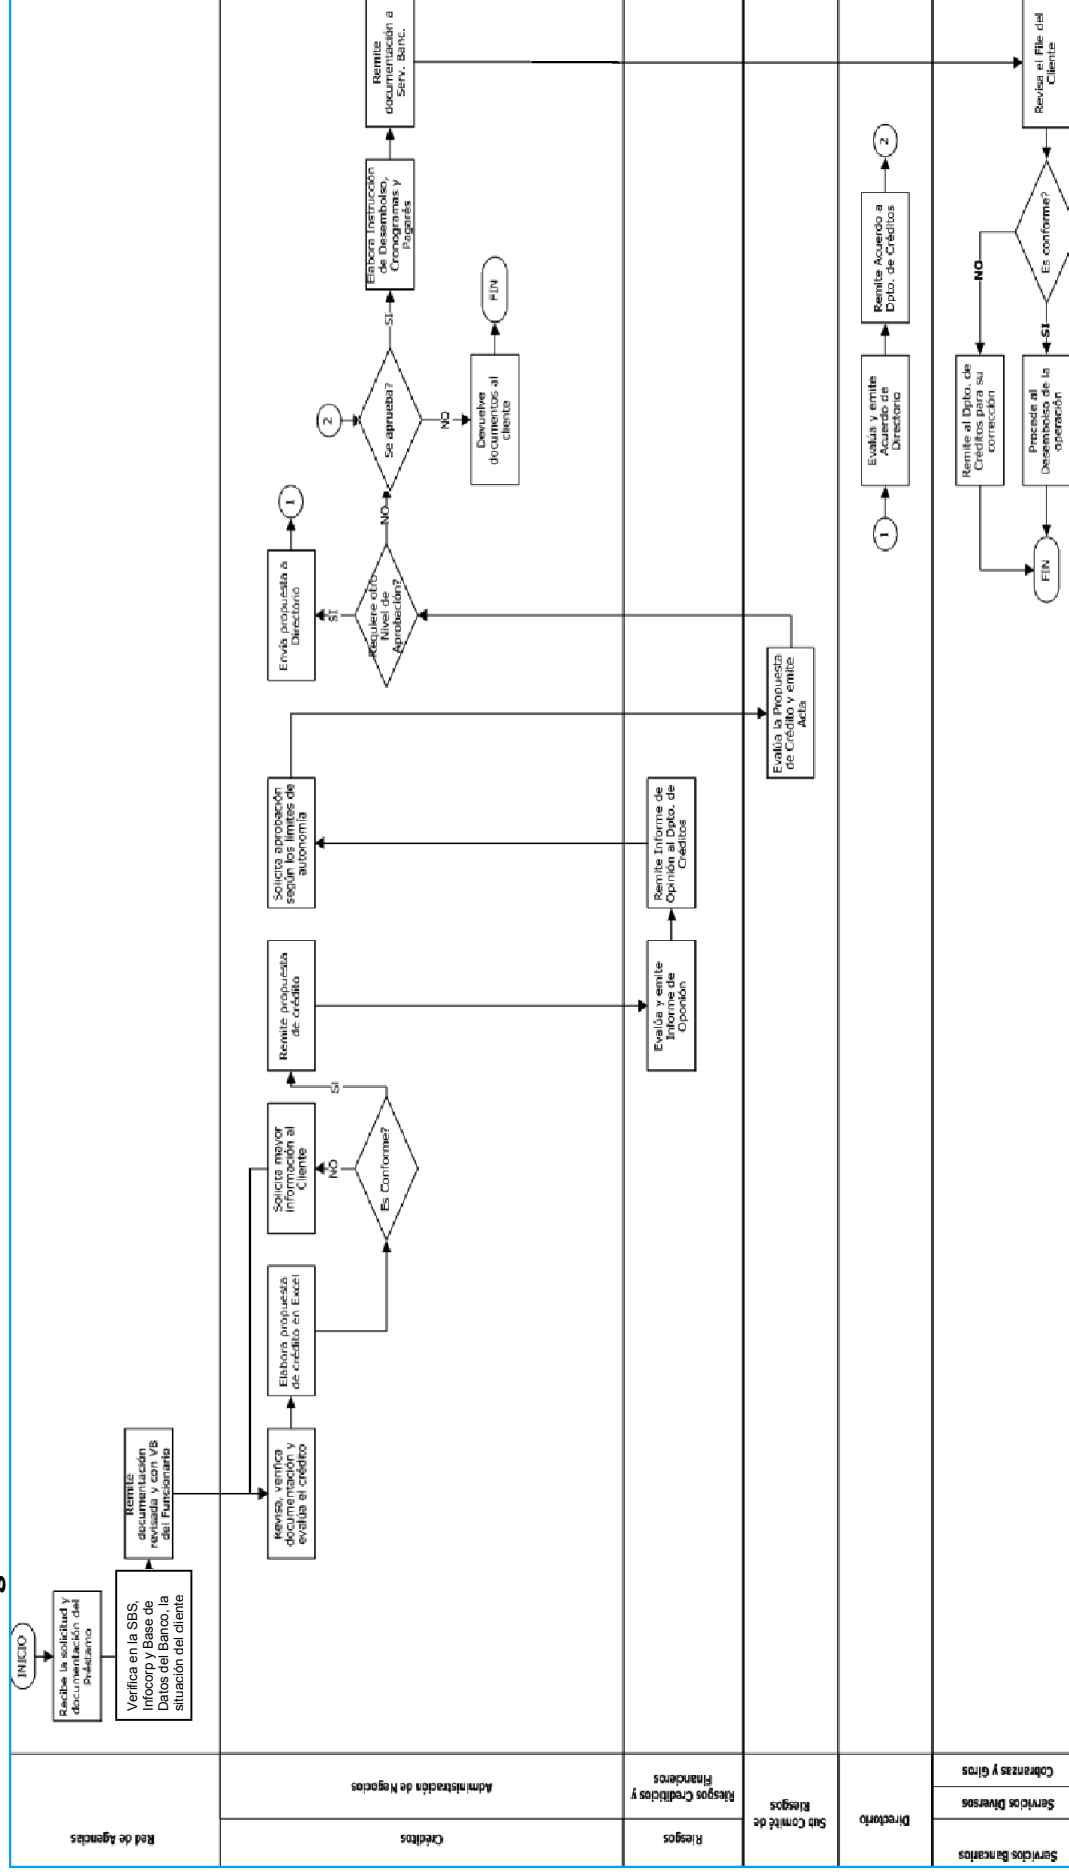 INICIO
Recibe la solicitud y
documentación del
Préstamo
Verifica en la SBS,
Infocorp y Base de
Datos del Banco, la
situación del cliente
Remite
documentación
revisada y con VB
del Funcionario
Revisa, verifica
documentación y
evalúa el crédito
Elabora propuesta
de crédito en Excel
Es Conforme?
NO
Solicita mayor
información al
Cliente
SI
Remite propuesta
de crédito
Evalúa y emite
Informe de
Oponión
Remite Informe de
Opinión al Dpto. de
Créditos
Solicita aprobación
según los límites de
autonomía
Evalúa la Propuesta
de Crédito y emite
Acta
Requiere otro
Nivel de
Aprobación?
SI
Envía propuesta a
Directorio
1
NO
2
Se aprueba?
NO
Devuelve
documentos al
cliente
FIN
SI
Elabora Instrucción
de Desembolso,
Cronogramas y
Pagarés
Remite
documentación a
Serv. Banc.
1
Evalúa y emite
Acuerdo de
Directorio
Remite Acuerdo a
Dpto. de Créditos
2
Revisa el File del
Cliente
Es conforme?
NO
Remite al Dpto. de
Créditos para su
corrección
SI
Procede al
Desembolso de la
operación
FIN
Red de Agencias
Administración de Negocios
Créditos
Riesgos Crediticios y
Financieros
Riesgos
Sub Comité de
Riesgos
Directorio
Cobranzas y Giros
Servicios Diversos
Servicios Bancarios